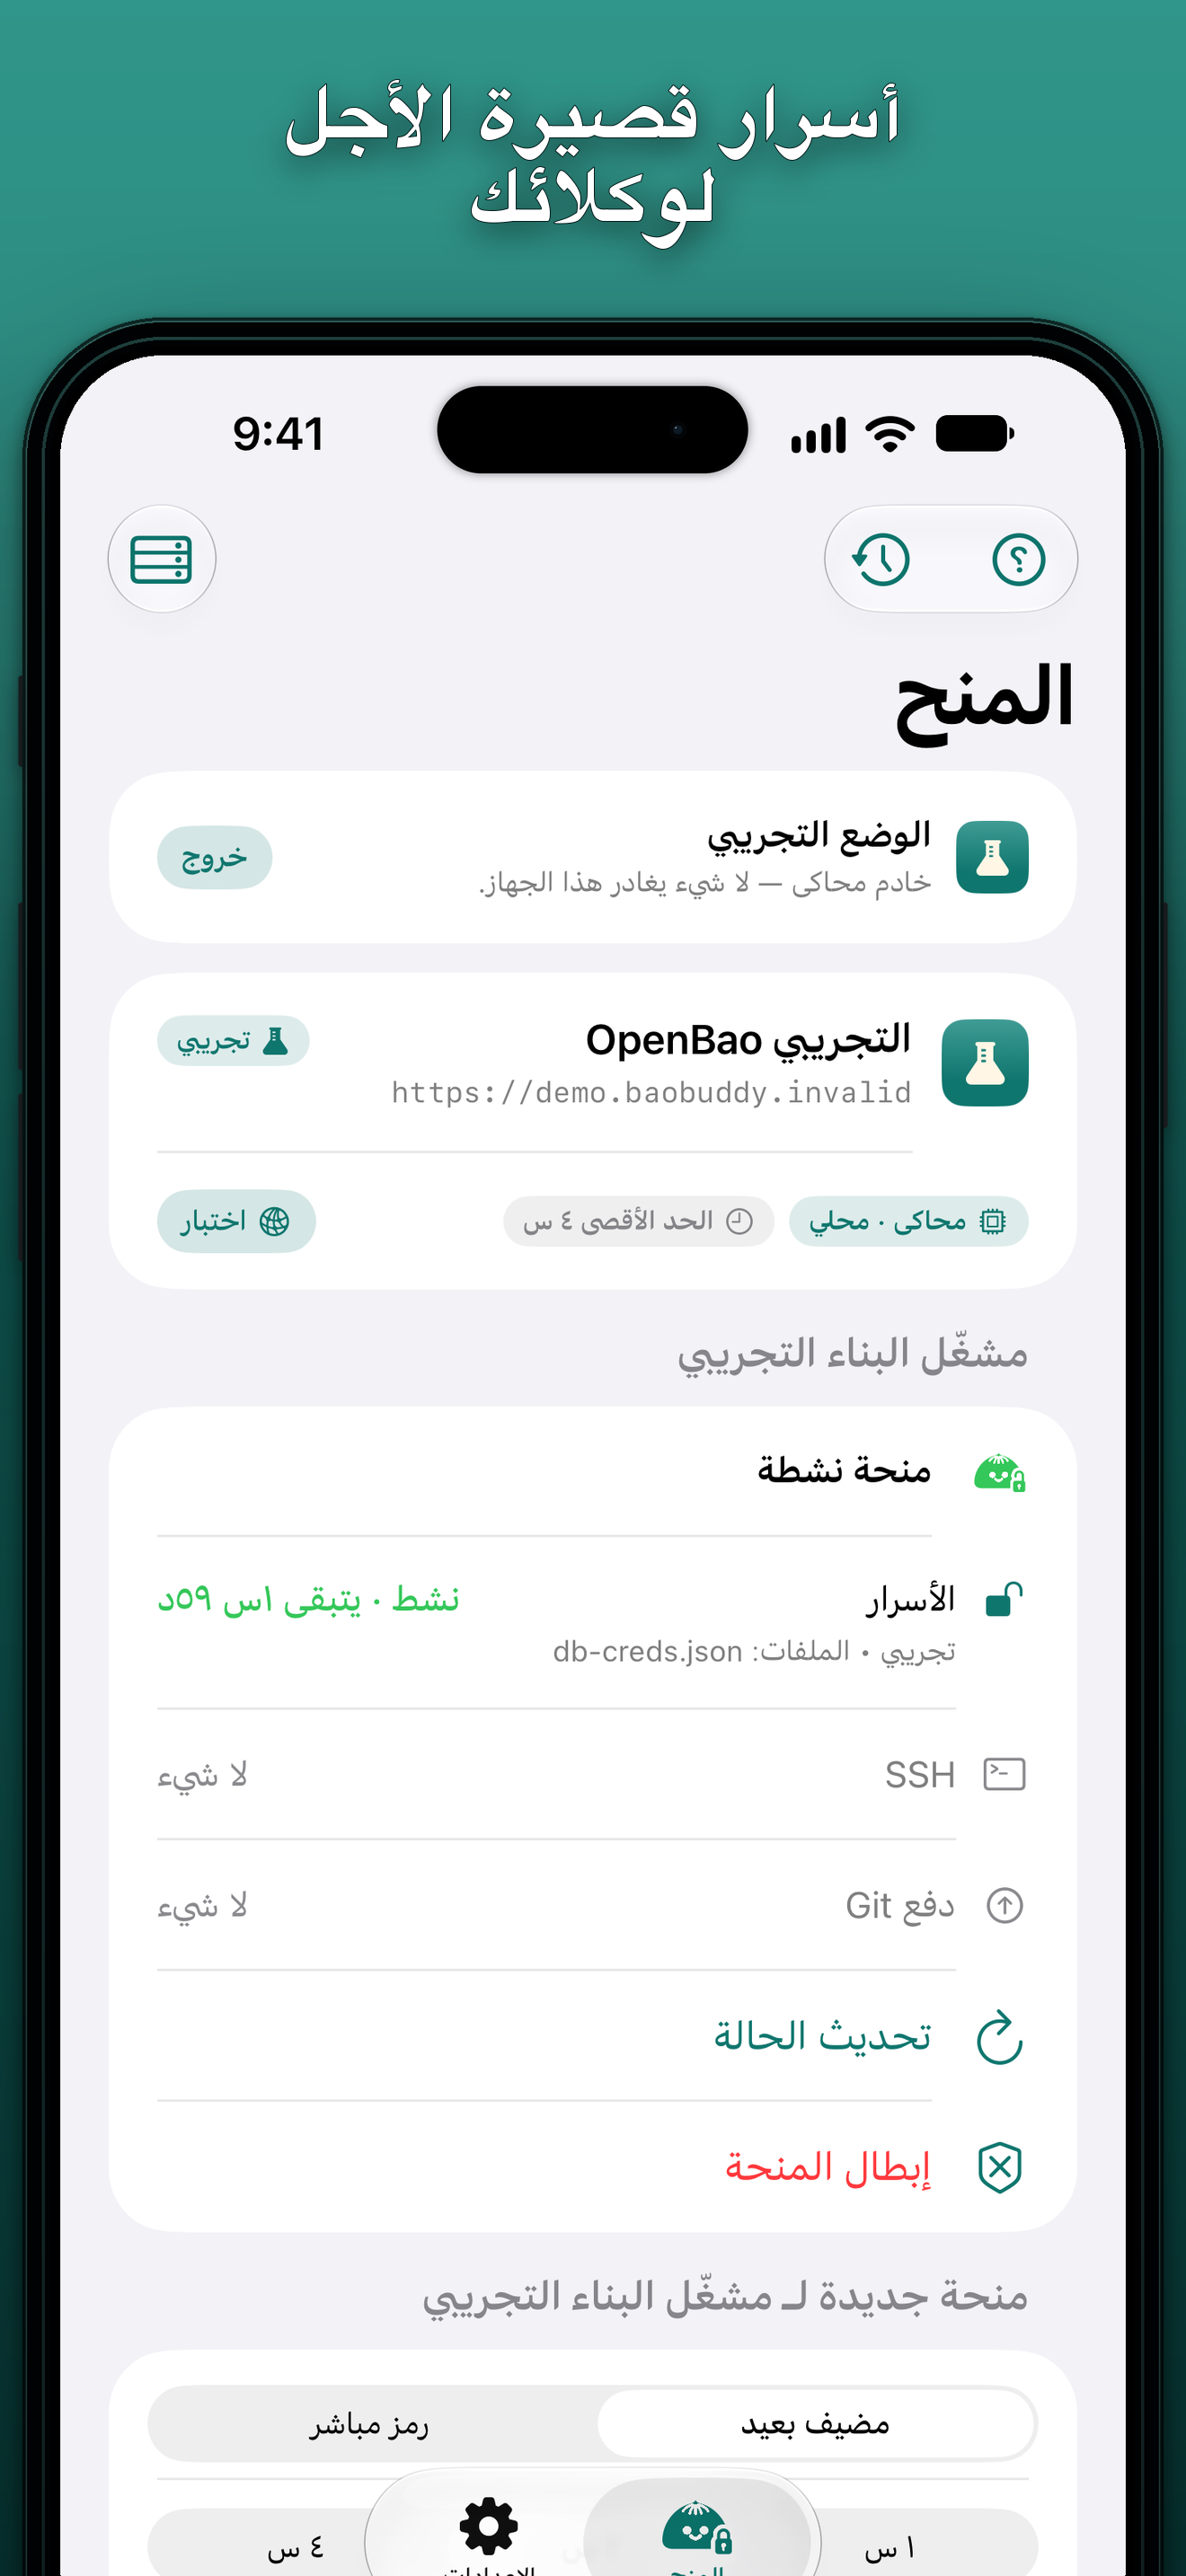 أسرار قصيرة الأجل
لوكلائك
9:41
المنح
الوضع التجريبي
خادم محاكى — لا شيء يغادر هذا الجهاز.
خروج
OpenBao التجريبي
تجريبي
https://demo.baobuddy.invalid
محاكى · محلي
الحد الأقصى ٤ س
اختبار
مشغّل البناء التجريبي
منحة نشطة
الأسرار
نشط · يتبقى ١س ٥٩د
تجريبي • الملفات: db-creds.json
SSH
لا شيء
دفع Git
لا شيء
تحديث الحالة
إبطال المنحة
منحة جديدة لـ مشغّل البناء التجريبي
مضيف بعيد
رمز مباشر
١ س
٤ س